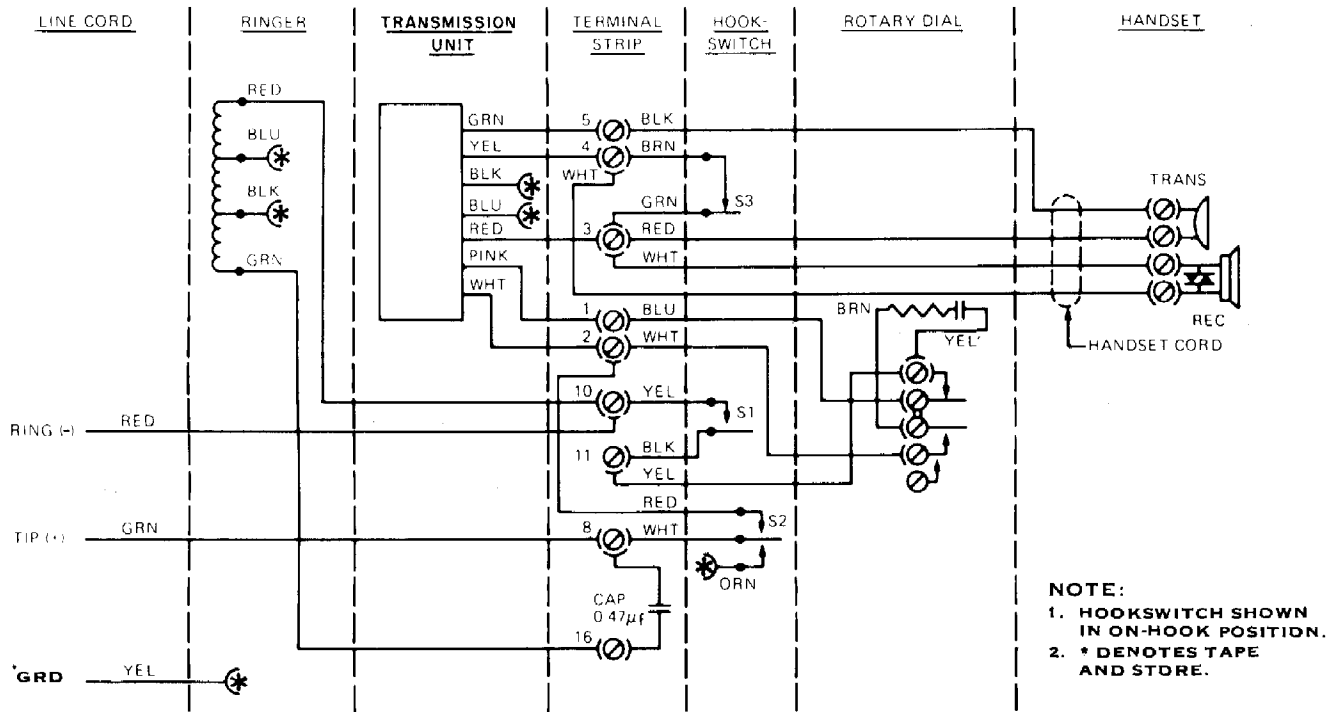 LINE CORD
RINGER
TRANSMISSION
UNIT
TERMINAL
STRIP
HOOK-
SWITCH
ROTARY DIAL
HANDSET
RED
BLU
BLK
GRN
GRN
YEL
BLK
BLU
RED
PINK
WHT
5
BLK
4
BRN
WHT
GRN
S3
3
RED
WHT
1
BLU
2
WHT
10
YEL
S1
11
BLK
YEL
RED
S2
8
WHT
ORN
CAP
0.47μf
16
BRN
YEL
TRANS
REC
HANDSET CORD
RING (-)
RED
TIP (+)
GRN
*GRD
YEL
*
*
*
*
*
*
NOTE:
1. HOOKSWITCH SHOWN
IN ON-HOOK POSITION.
2. * DENOTES TAPE
AND STORE.